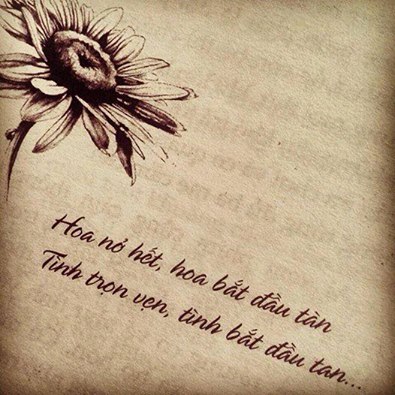 Hoa nở hết, hoa bắt đầu tàn
Tình trọn vẹn, tình bắt đầu tan...